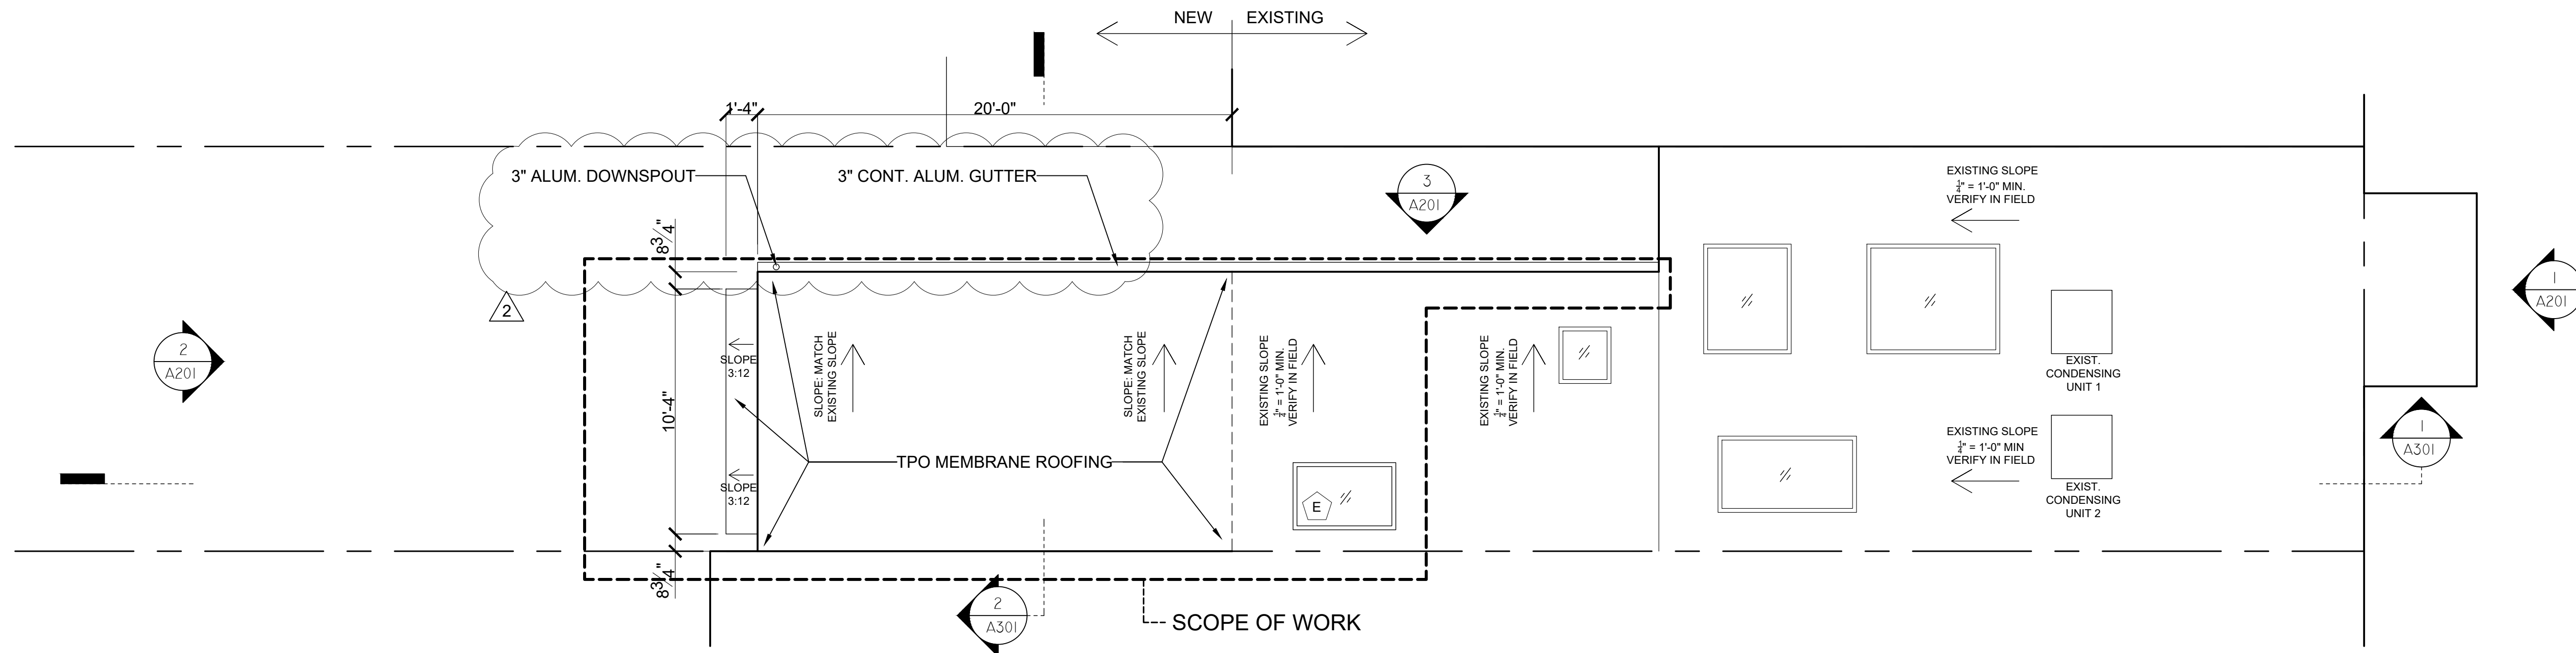 NEW EXISTING
1'-4" 20'-0"
3" ALUM. DOWNSPOUT
3" CONT. ALUM. GUTTER
3
A201
EXISTING SLOPE
1/4" = 1'-0" MIN.
VERIFY IN FIELD
8 3/4"
2
1
A201
2
A201
SLOPE
3:12
SLOPE: MATCH
EXISTING SLOPE
SLOPE: MATCH
EXISTING SLOPE
EXISTING SLOPE
1/4" = 1'-0" MIN.
VERIFY IN FIELD
EXISTING SLOPE
1/4" = 1'-0" MIN.
VERIFY IN FIELD
EXIST.
CONDENSING
UNIT 1
10'-4"
TPO MEMBRANE ROOFING
SLOPE
3:12
E
EXISTING SLOPE
1/4" = 1'-0" MIN
VERIFY IN FIELD
EXIST.
CONDENSING
UNIT 2
1
A301
8 3/4"
2
A301
SCOPE OF WORK